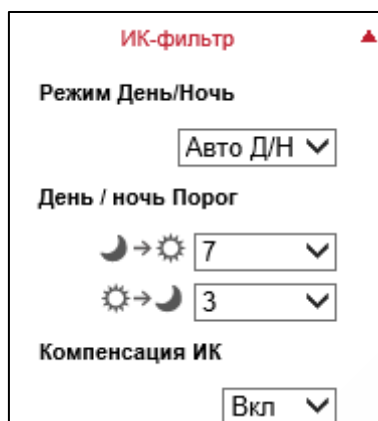 ИК-фильтр
Режим День/Ночь
Авто Д/Н
День / ночь Порог
7
3
Компенсация ИК
Вкл